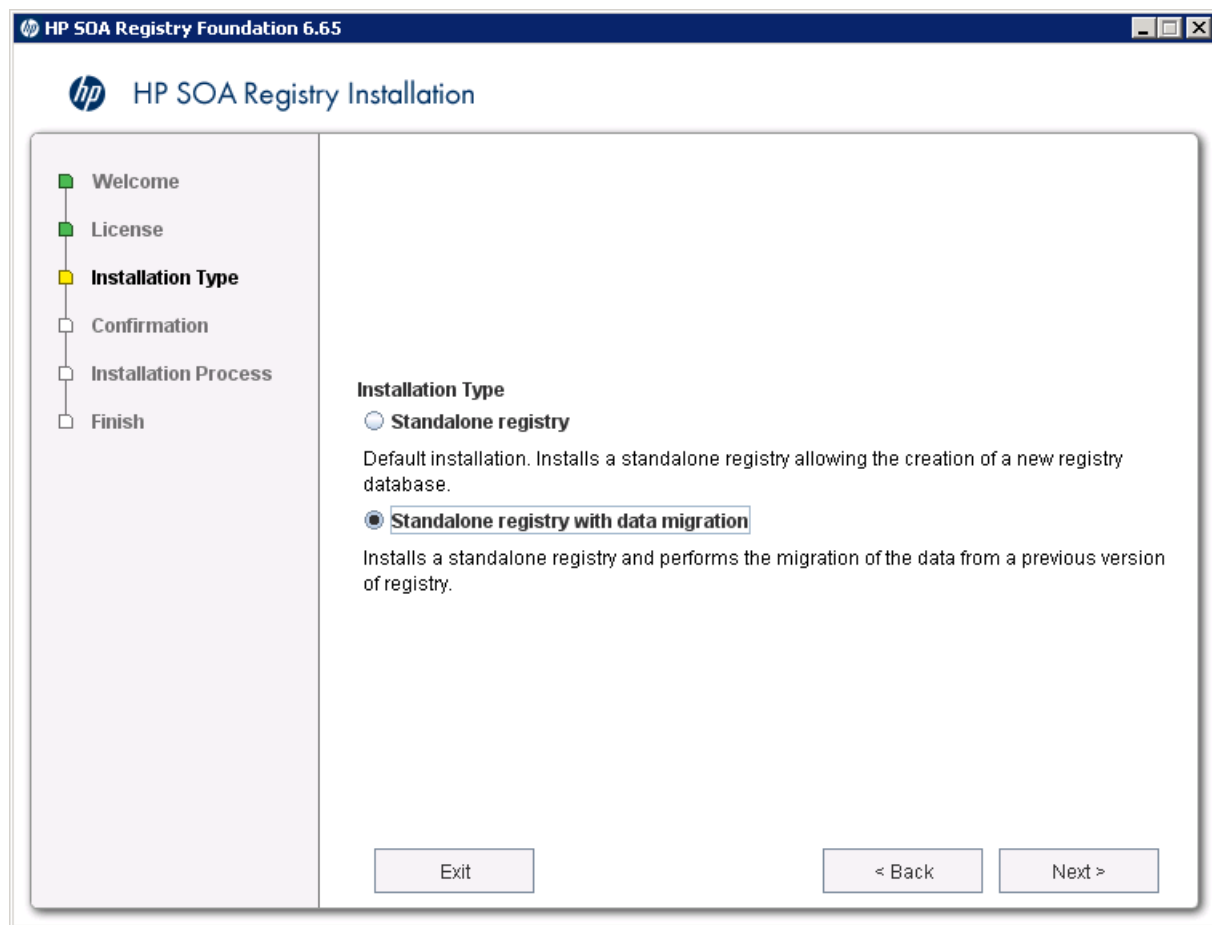 HP SOA Registry Foundation 6.65
hp HP SOA Registry Installation
Welcome
License
Installation Type
Confirmation
Installation Process
Finish
Installation Type
Standalone registry
Default installation. Installs a standalone registry allowing the creation of a new registry
database.
Standalone registry with data migration
Installs a standalone registry and performs the migration of the data from a previous version
of registry.
Exit
< Back
Next >